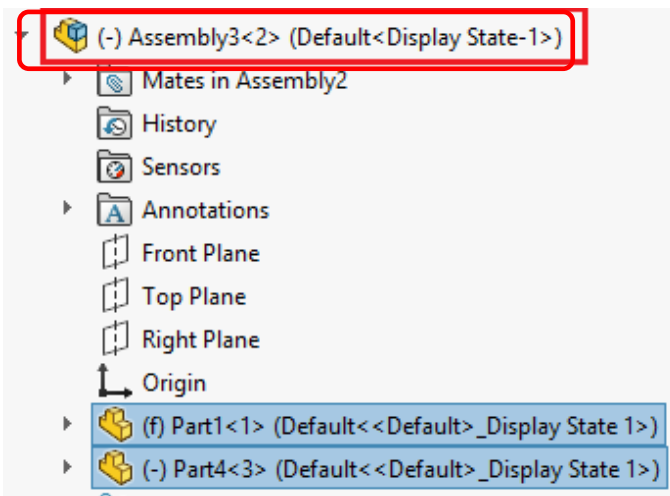 (-) Assembly3<2> (Default<Display State-1>)
Mates in Assembly2
History
Sensors
A Annotations
Front Plane
Top Plane
Right Plane
Origin
(f) Part1<1> (Default<<Default>_Display State 1>)
(-) Part4<3> (Default<<Default>_Display State 1>)